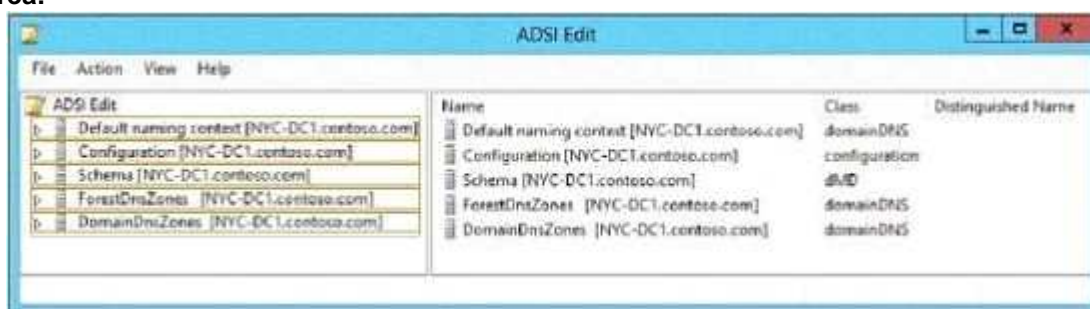 ADSI Edit
File Action View Help
ADSI Edit
Default naming context [NYC-DC1.contoso.com]
Configuration [NYC-DC1.contoso.com]
Schema [NYC-DC1.contoso.com]
ForestDnsZones [NYC-DC1.contoso.com]
DomainDnsZones [NYC-DC1.contoso.com]
Name Class Distinguished Name
Default naming context [NYC-DC1.contoso.com] domainDNS
Configuration [NYC-DC1.contoso.com] configuration
Schema [NYC-DC1.contoso.com] dMD
ForestDnsZones [NYC-DC1.contoso.com] domainDNS
DomainDnsZones [NYC-DC1.contoso.com] domainDNS